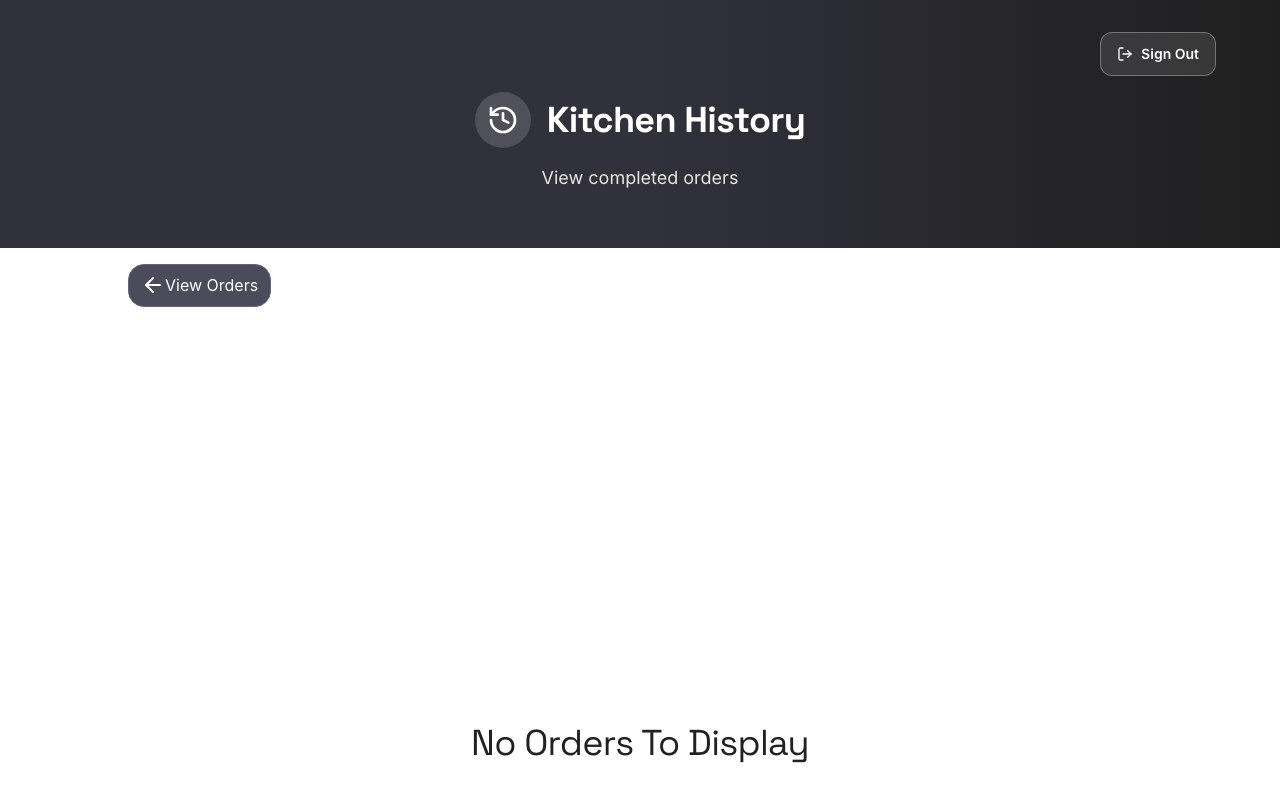 Sign Out
Kitchen History
View completed orders
View Orders
No Orders To Display